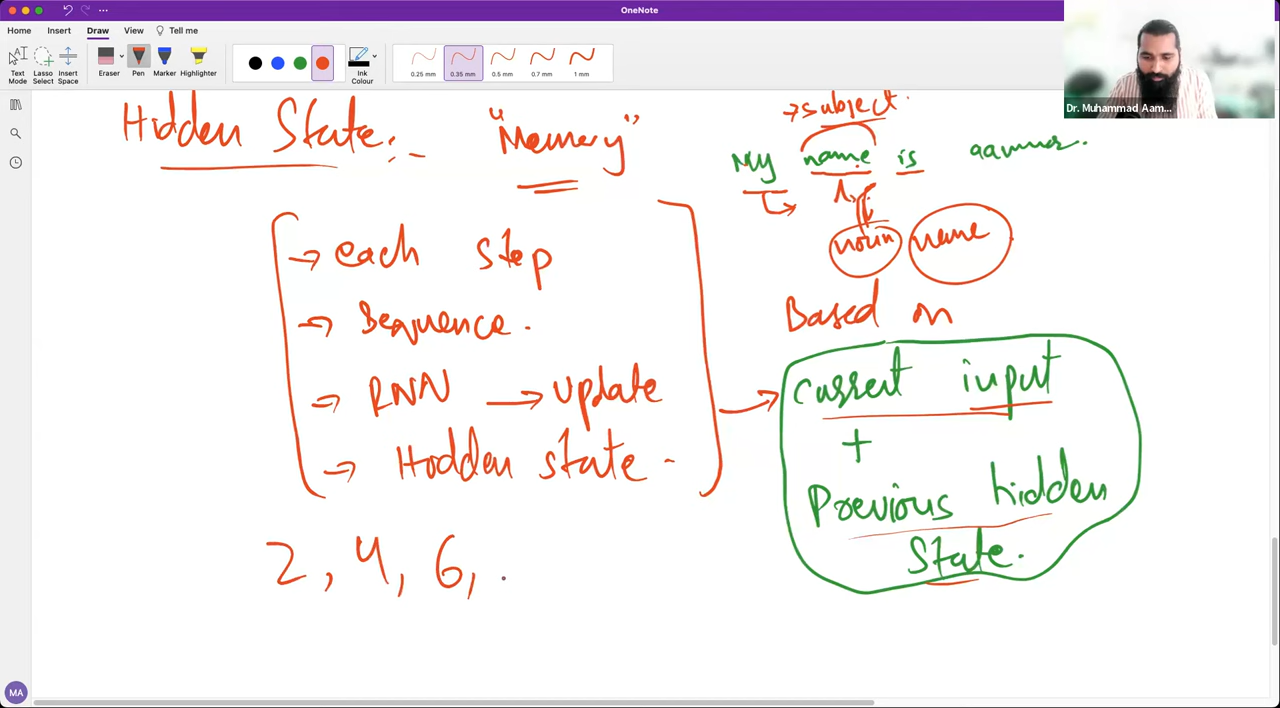 OneNote
Home Insert Draw View Tell me
Text Mode
Lasso Select
Insert Space
Eraser
Pen
Marker
Highlighter
Ink Colour
0.25 mm
0.35 mm
0.5 mm
0.7 mm
1 mm
Dr. Muhammad Aam...
Hidden State:-
"Memory"
→ subject.
My name is aammar.
noun name
→ each step
→ Sequence.
→ RNN → Update
→ Hodden state -
Based on
current input
+
Previous hidden
state.
2, 4, 6,
MA